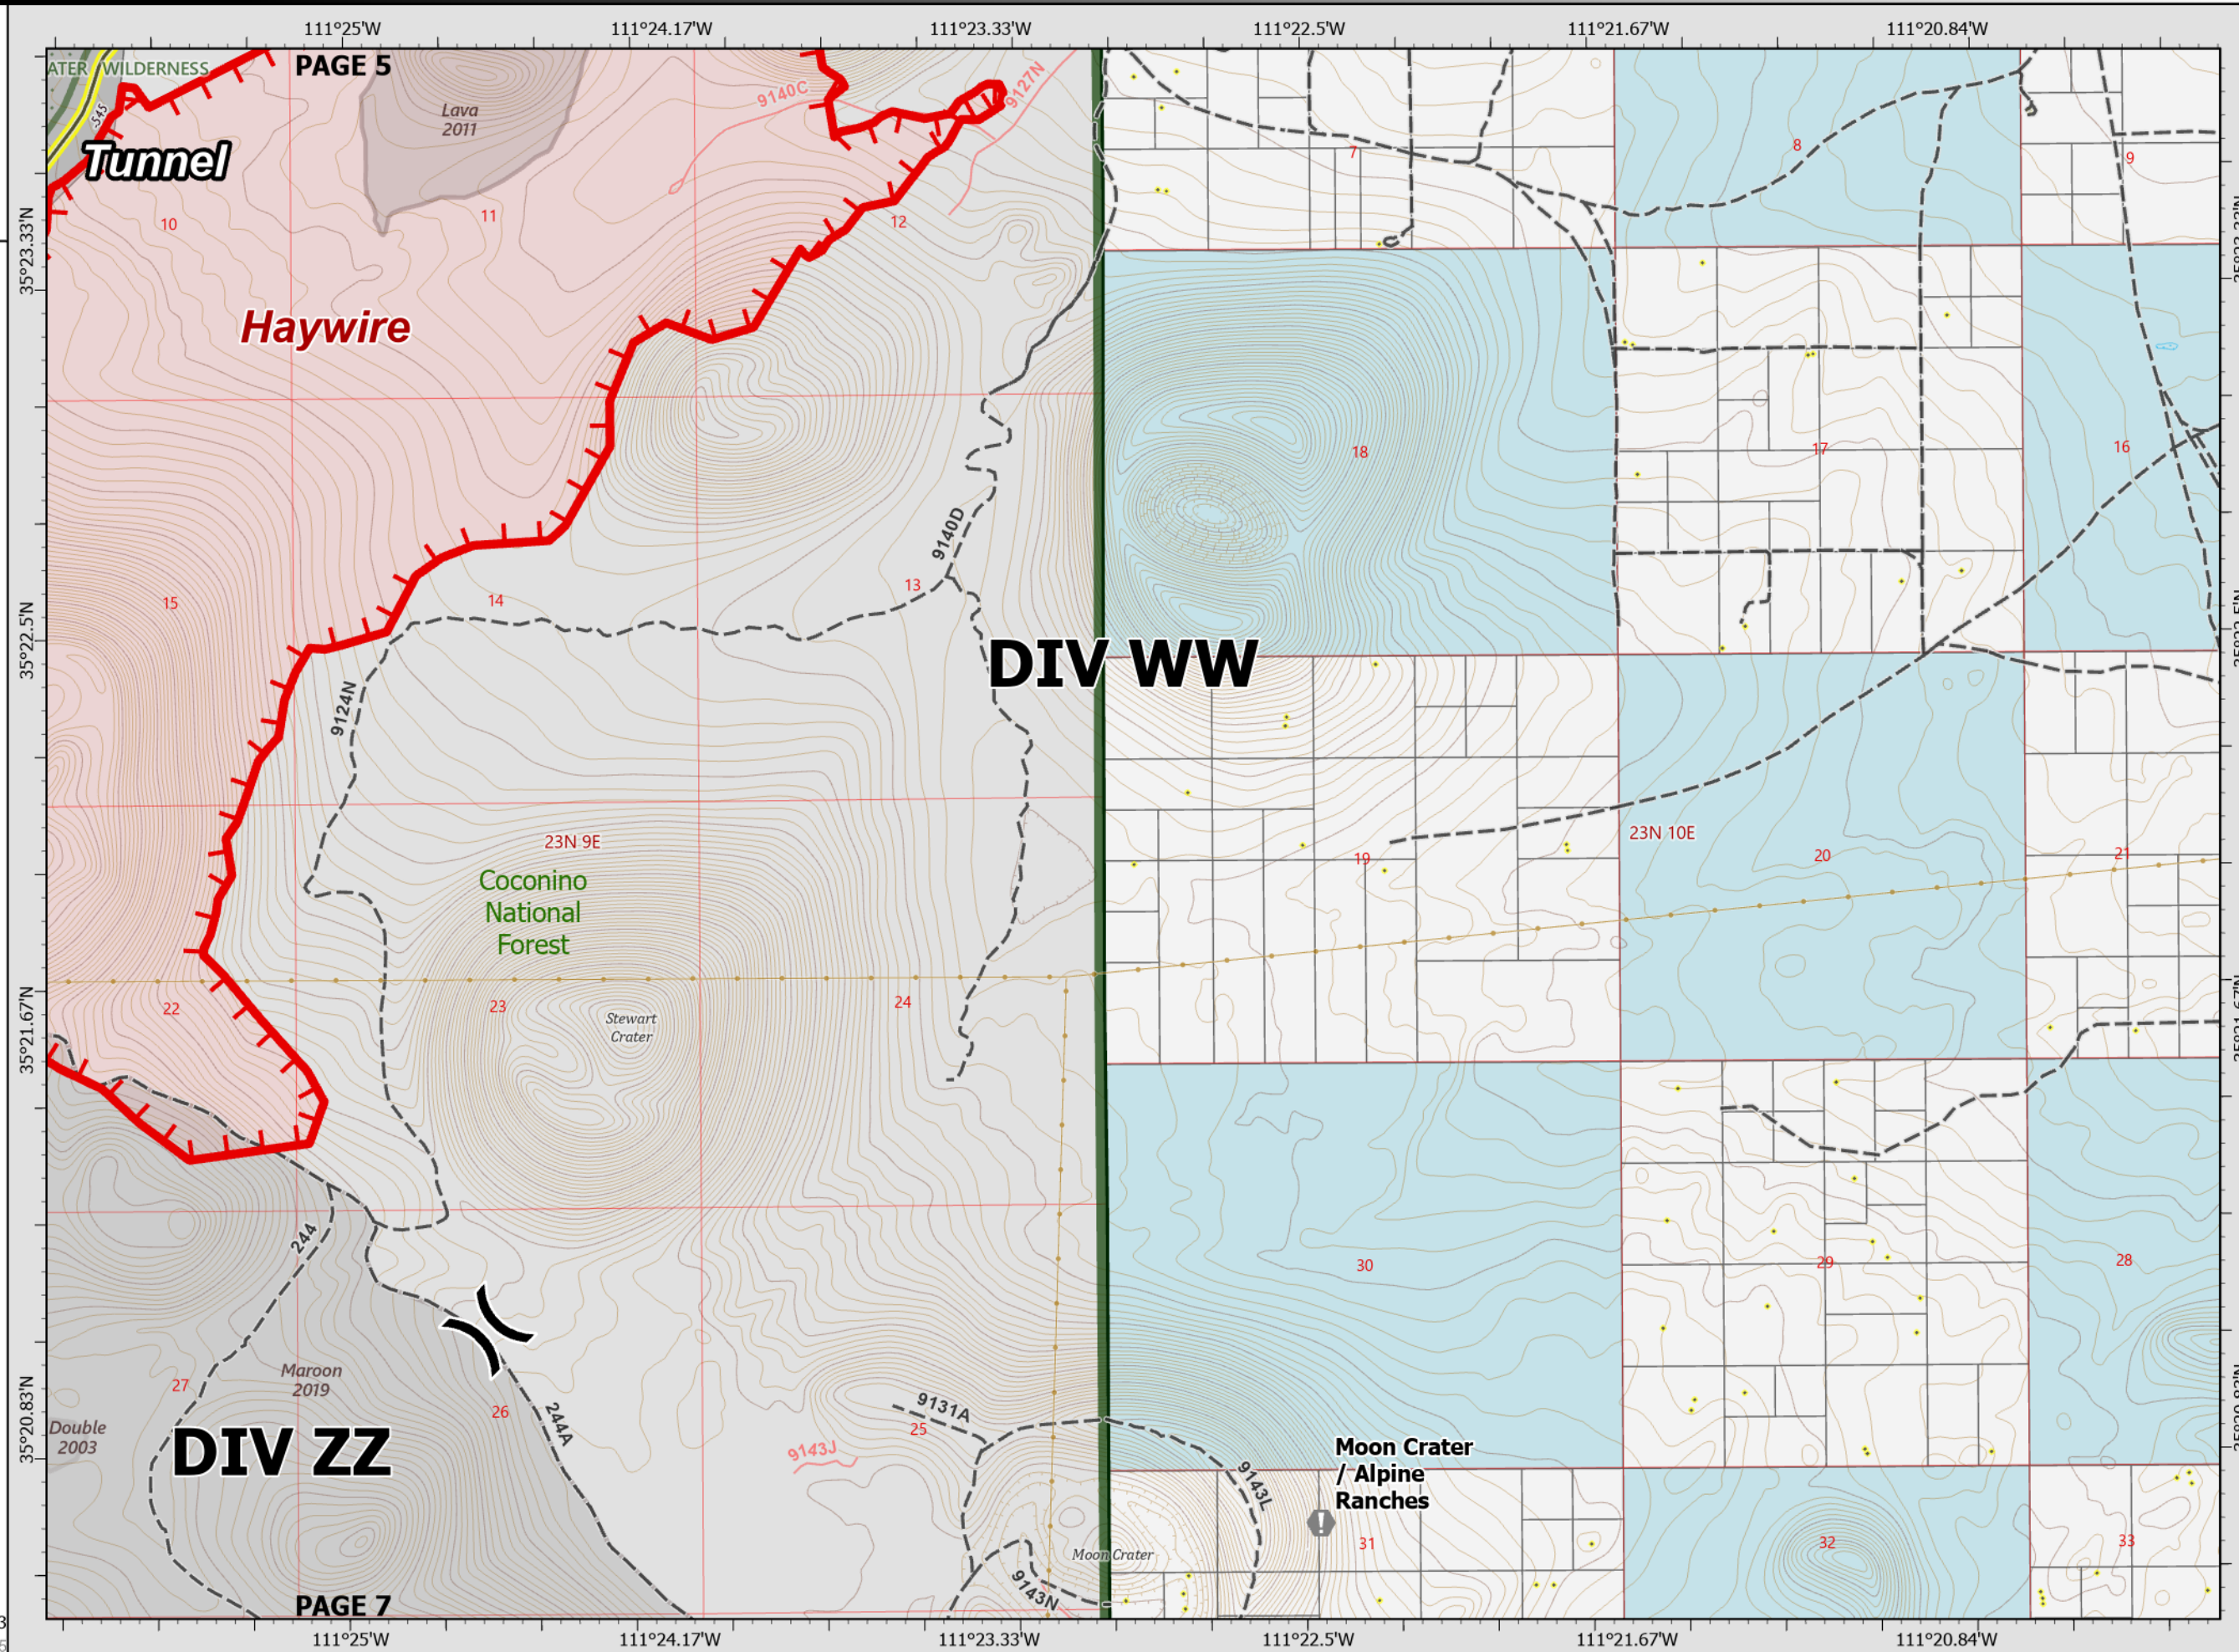 111°25'W
111°24.17'W
111°23.33'W
111°22.5'W
111°21.67'W
111°20.84'W
ATER WILDERNESS
PAGE 5
545
Lava
2011
9140C
9127N
Tunnel
7
8
9
10
11
12
35°23.33'N
Haywire
18
17
16
9140D
15
14
13
35°22.5'N
DIV WW
9124N
23N 9E
23N 10E
Coconino
National
Forest
19
20
21
35°21.67'N
22
23
24
Stewart
Crater
244
30
29
28
35°20.83'N
27
Maroon
2019
26
244A
9131A
25
9143J
Double
2003
DIV ZZ
Moon Crater
/ Alpine
Ranches
9143L
31
32
33
Moon Crater
9143N
PAGE 7
111°25'W
111°24.17'W
111°23.33'W
111°22.5'W
111°21.67'W
111°20.84'W